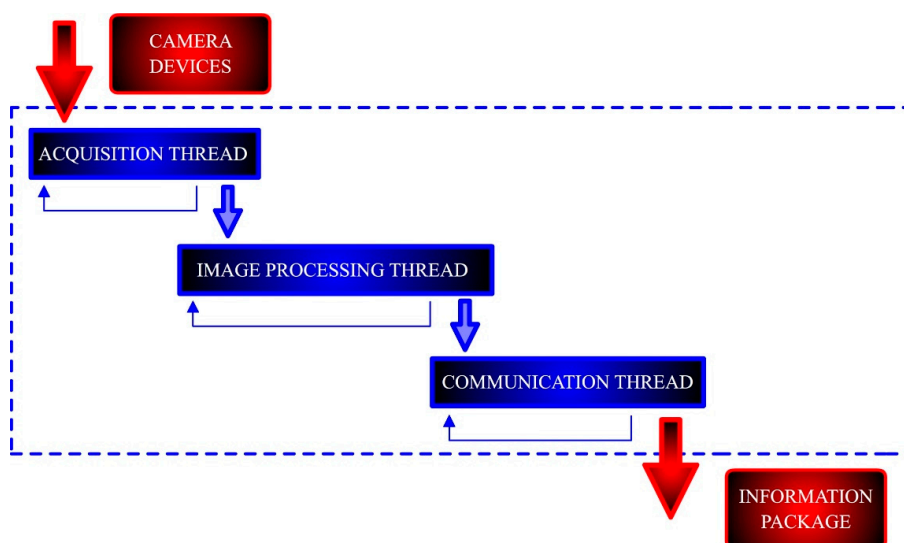 CAMERA
DEVICES
ACQUISITION THREAD
IMAGE PROCESSING THREAD
COMMUNICATION THREAD
INFORMATION
PACKAGE